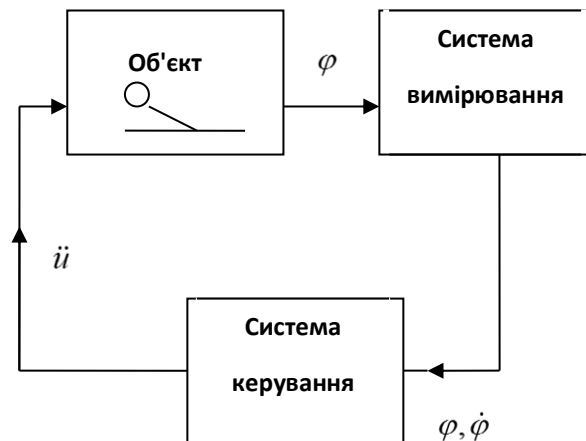 Об'єкт
φ
Система
вимірювання
ü
Система
керування
φ, φ̇